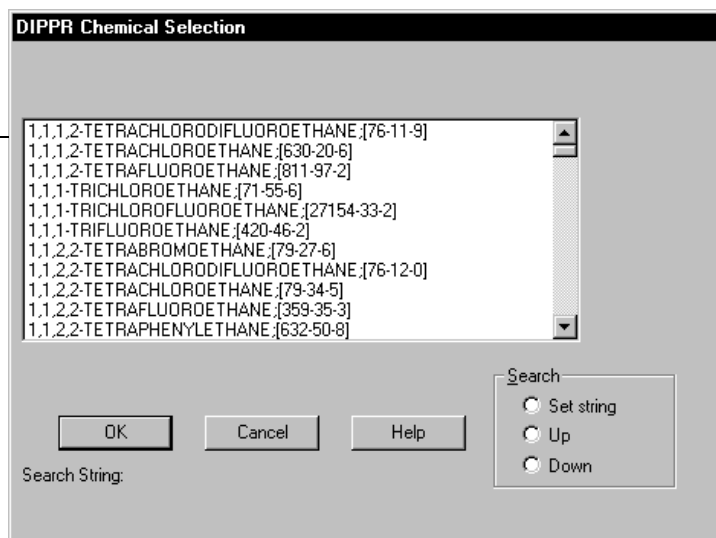 DIPPR Chemical Selection
1,1,1,2-TETRACHLORODIFLUOROETHANE;[76-11-9]
1,1,1,2-TETRACHLOROETHANE;[630-20-6]
1,1,1,2-TETRAFLUROETHANE;[811-97-2]
1,1,1-TRICHLOROETHANE;[71-55-6]
1,1,1-TRICHLOROFLUOROETHANE;[27154-33-2]
1,1,1-TRIFLUOROETHANE;[420-46-2]
1,1,2,2-TETRABROMOETHANE;[79-27-6]
1,1,2,2-TETRACHLORODIFLUOROETHANE;[76-12-0]
1,1,2,2-TETRACHLOROETHANE;[79-34-5]
1,1,2,2-TETRAFLUOROETHANE;[359-35-3]
1,1,2,2-TETRAPHENYLETHANE;[632-50-8]
Search
Set string
Up
Down
OK
Cancel
Help
Search String: